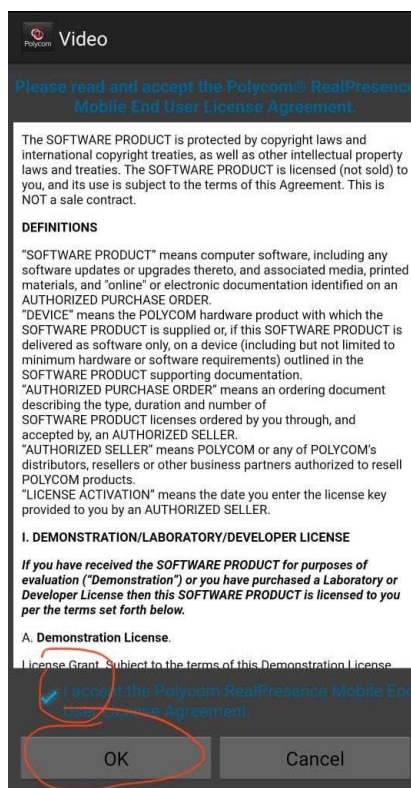 Polycom
Video
Please read and accept the Polycom® RealPresence
Mobile End User License Agreement.
The SOFTWARE PRODUCT is protected by copyright laws and
international copyright treaties, as well as other intellectual property
laws and treaties. The SOFTWARE PRODUCT is licensed (not sold) to
you, and its use is subject to the terms of this Agreement. This is
NOT a sale contract.
DEFINITIONS
"SOFTWARE PRODUCT" means computer software, including any
software updates or upgrades thereto, and associated media, printed
materials, and "online" or electronic documentation identified on an
AUTHORIZED PURCHASE ORDER.
"DEVICE" means the POLYCOM hardware product with which the
SOFTWARE PRODUCT is supplied or, if this SOFTWARE PRODUCT is
delivered as software only, on a device (including but not limited to
minimum hardware or software requirements) outlined in the
SOFTWARE PRODUCT supporting documentation.
"AUTHORIZED PURCHASE ORDER" means an ordering document
describing the type, duration and number of
SOFTWARE PRODUCT licenses ordered by you through, and
accepted by, an AUTHORIZED SELLER.
"AUTHORIZED SELLER" means POLYCOM or any of POLYCOM's
distributors, resellers or other business partners authorized to resell
POLYCOM products.
"LICENSE ACTIVATION" means the date you enter the license key
provided to you by an AUTHORIZED SELLER.
I. DEMONSTRATION/LABORATORY/DEVELOPER LICENSE
If you have received the SOFTWARE PRODUCT for purposes of
evaluation ("Demonstration") or you have purchased a Laboratory or
Developer License then this SOFTWARE PRODUCT is licensed to you
per the terms set forth below.
A. Demonstration License.
License Grant. Subject to the terms of this Demonstration License
I accept the Polycom RealPresence Mobile End
User License Agreement.
OK
Cancel